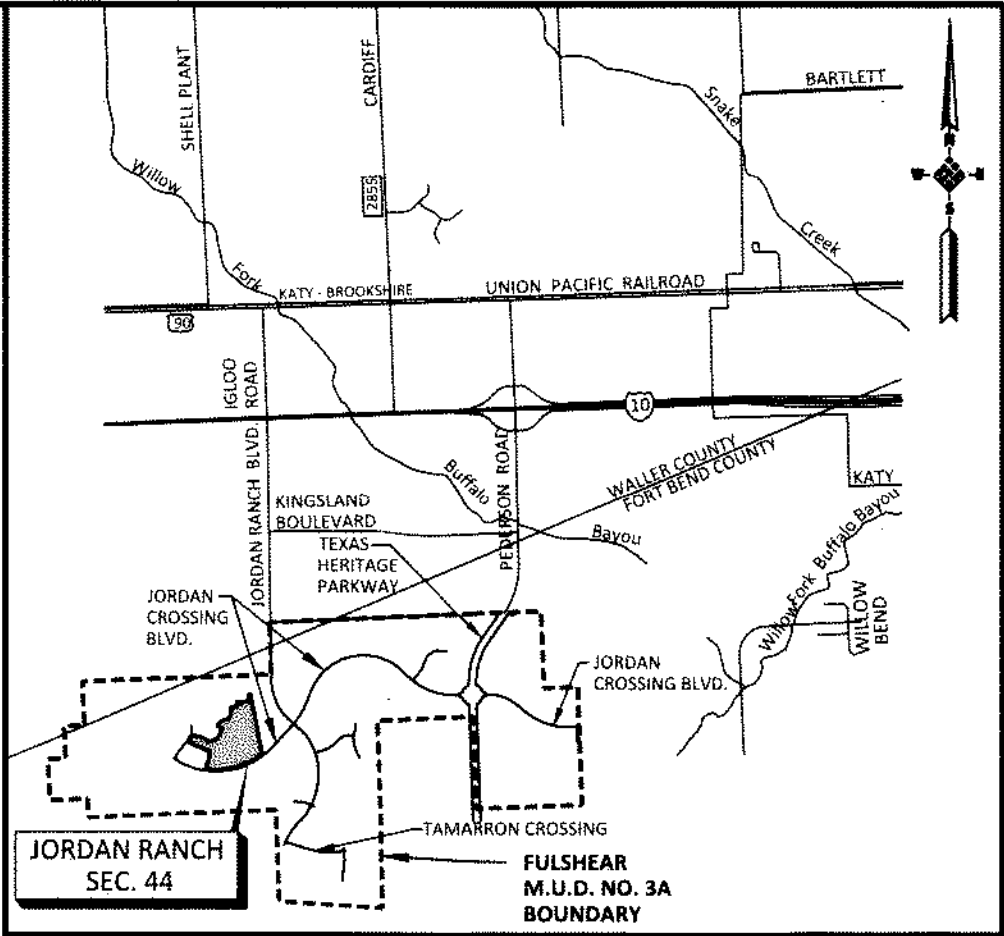 SHELL PLANT
CARDIFF
BARTLETT
Snake
Creek
N
W
S
Willow
2855
Fork
KATY - BROOKSHIRE
UNION PACIFIC RAILROAD
90
IGLOO
ROAD
10
JORDAN RANCH BLVD.
PEDERSON ROAD
WALLER COUNTY
FORT BEND COUNTY
KATY
Buffalo
Bayou
KINGSLAND
BOULEVARD
TEXAS
HERITAGE
PARKWAY
Willow Fork Buffalo Bayou
WILLOW
BEND
JORDAN
CROSSING
BLVD.
JORDAN
CROSSING BLVD.
TAMARRON CROSSING
JORDAN RANCH
SEC. 44
FULSHEAR
M.U.D. NO. 3A
BOUNDARY